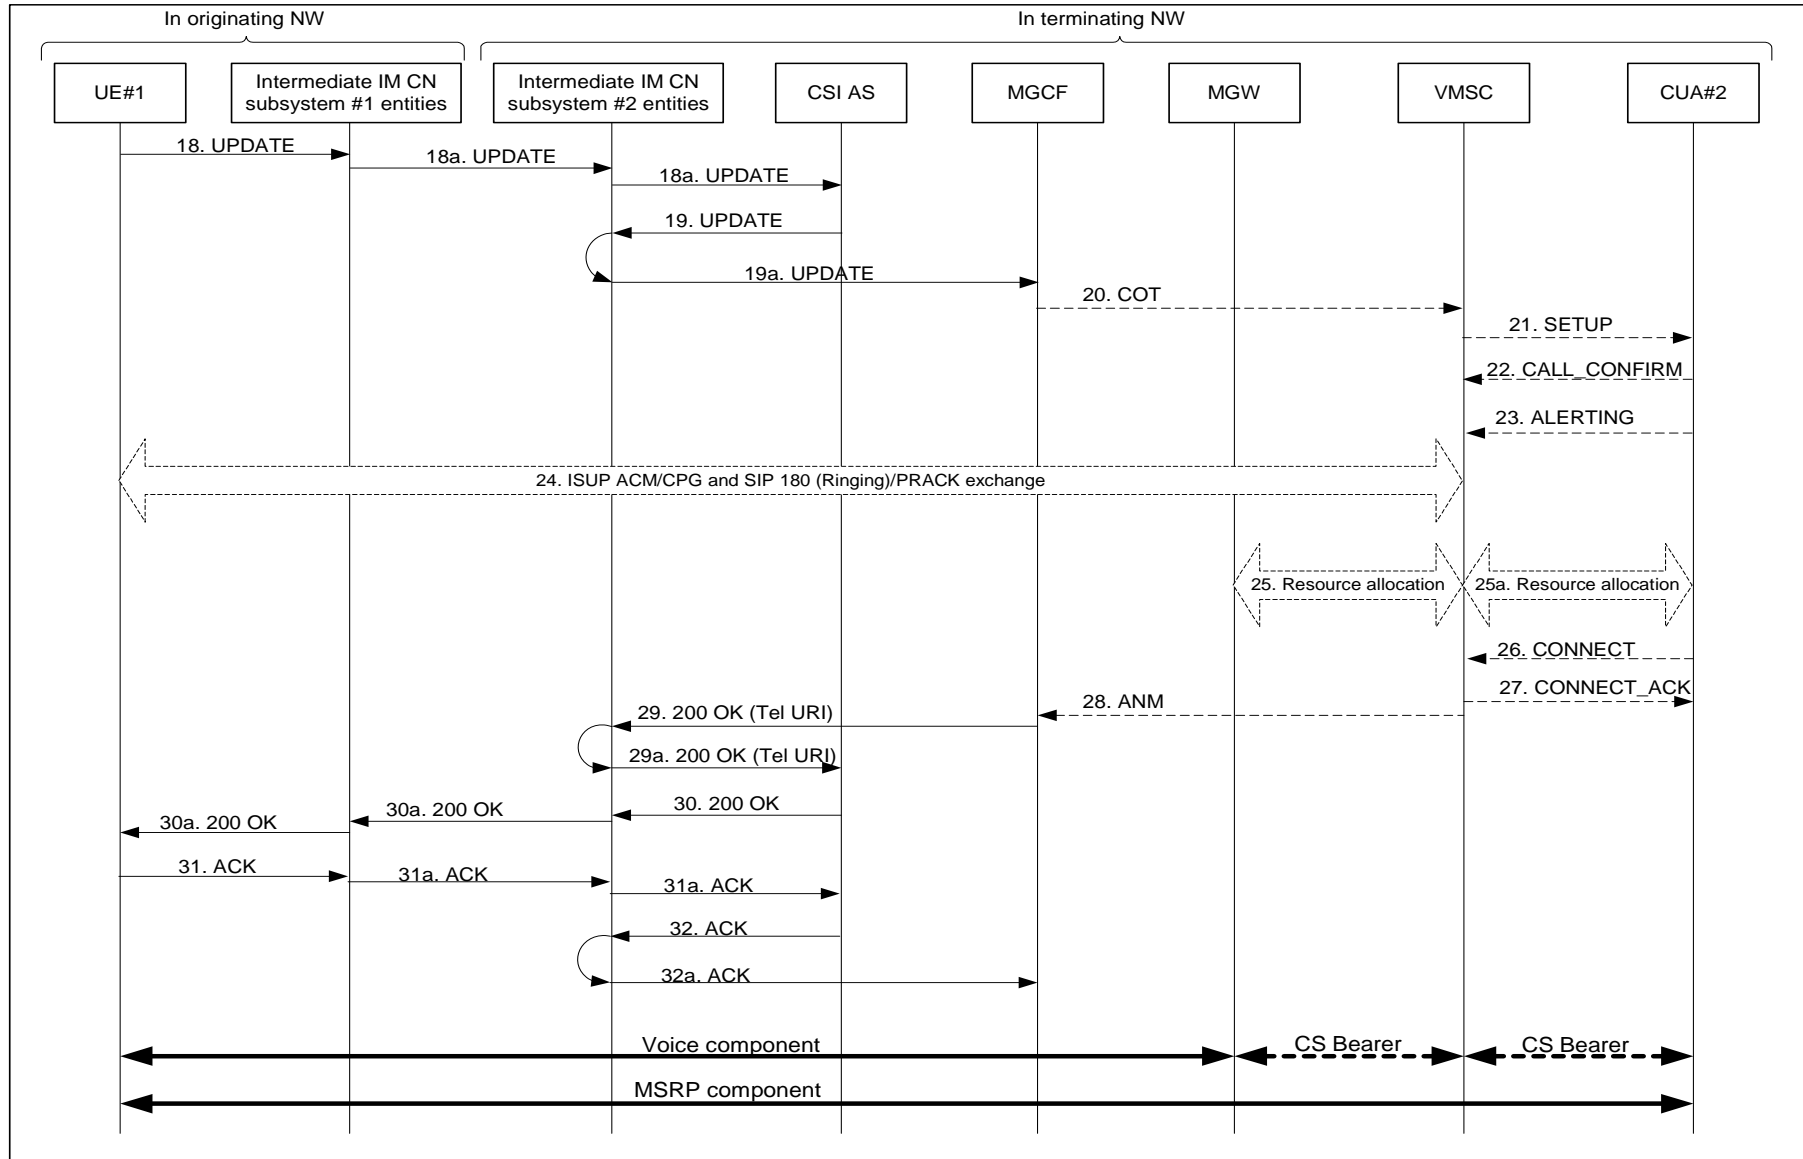 In originating NW
In terminating NW
UE#1
Intermediate IM CN
subsystem #1 entities
Intermediate IM CN
subsystem #2 entities
CSI AS
MGCF
MGW
VMSC
CUA#2
18. UPDATE
18a. UPDATE
18a. UPDATE
19. UPDATE
19a. UPDATE
20. COT
21. SETUP
22. CALL_CONFIRM
23. ALERTING
24. ISUP ACM/CPG and SIP 180 (Ringing)/PRACK exchange
25. Resource allocation
25a. Resource allocation
26. CONNECT
27. CONNECT_ACK
28. ANM
29. 200 OK (Tel URI)
29a. 200 OK (Tel URI)
30. 200 OK
30a. 200 OK
30a. 200 OK
31. ACK
31a. ACK
31a. ACK
32. ACK
32a. ACK
Voice component
CS Bearer
CS Bearer
MSRP component